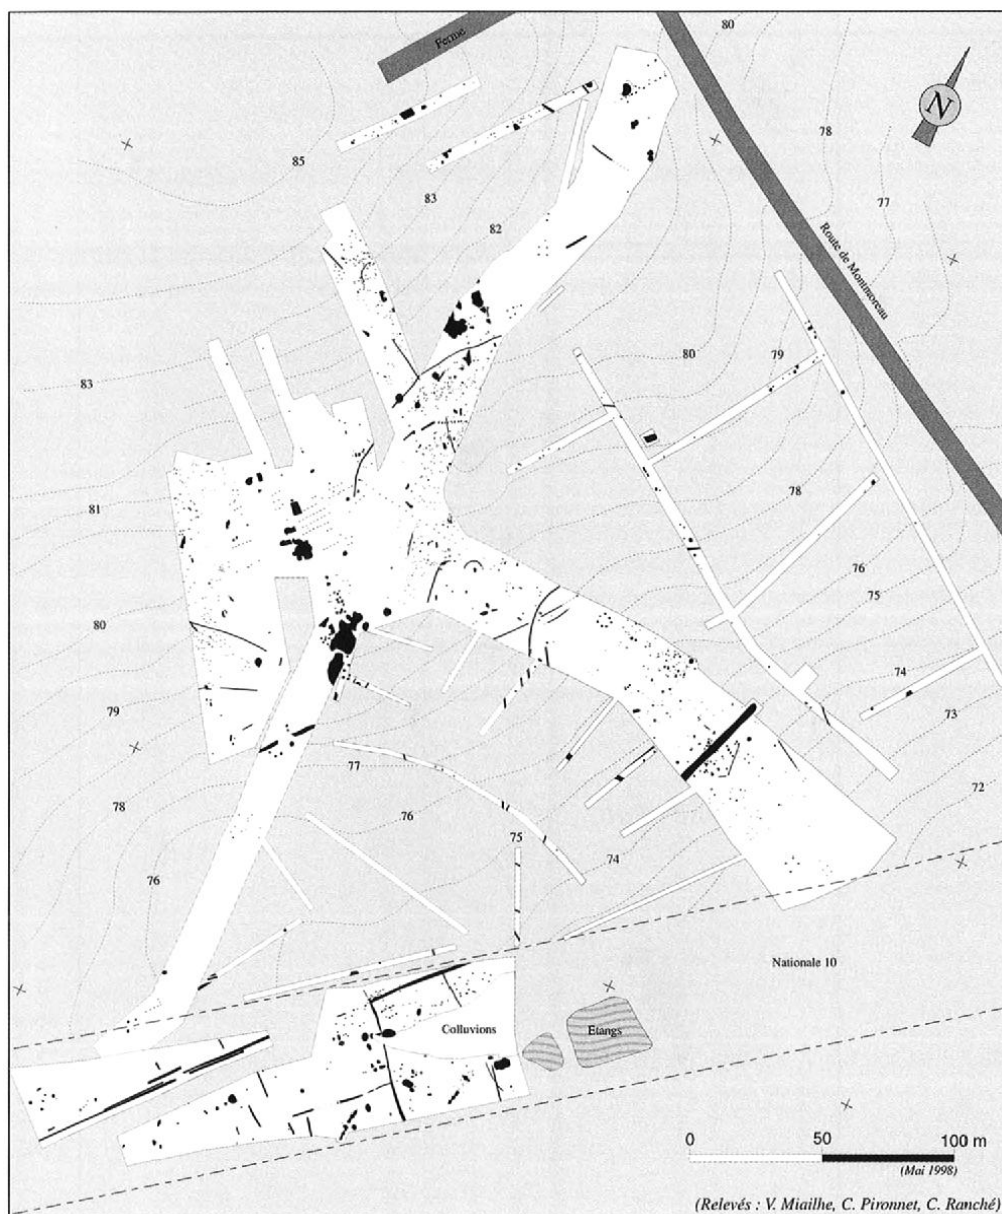 Ferme
80
N
78
85
83
82
77
Route de Montmoreau
80
79
83
78
81
76
75
80
74
79
73
77
78
72
76
75
74
76
Nationale 10
Colluvions
Etangs
0 50 100 m
(Mai 1998)
(Relevés : V. Miailhe, C. Pironnet, C. Ranché)